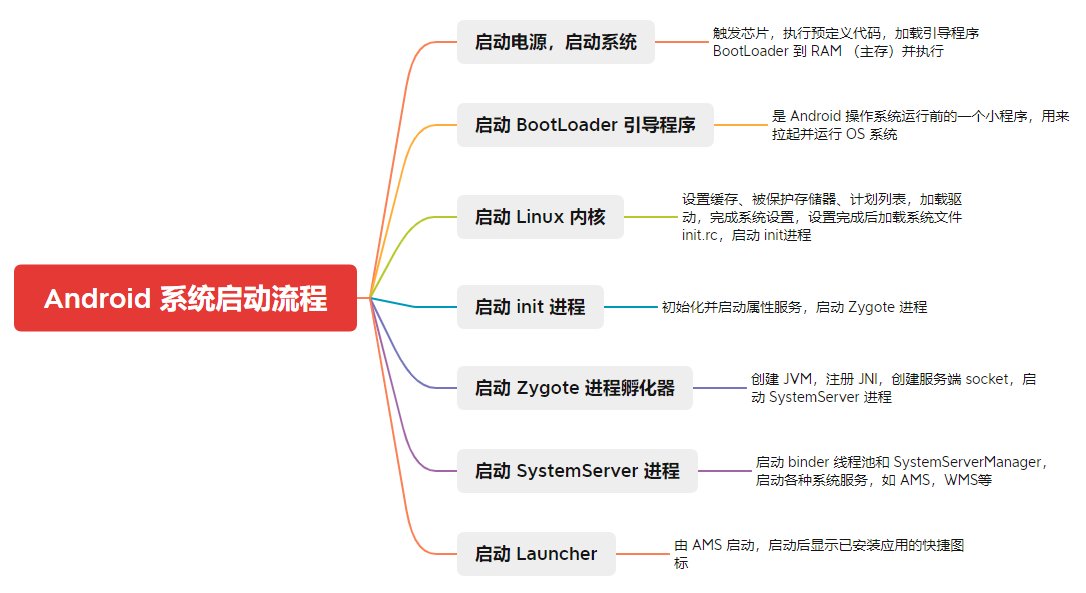 Android 系统启动流程
启动电源，启动系统
触发芯片，执行预定义代码，加载引导程序
BootLoader 到 RAM （主存）并执行
启动 BootLoader 引导程序
是 Android 操作系统运行前的一个小程序，用来
拉起并运行 OS 系统
启动 Linux 内核
设置缓存、被保护存储器、计划列表，加载驱
动，完成系统设置，设置完成后加载系统文件
init.rc，启动 init进程
启动 init 进程
初始化并启动属性服务，启动 Zygote 进程
启动 Zygote 进程孵化器
创建 JVM，注册 JNI，创建服务端 socket，启
动 SystemServer 进程
启动 SystemServer 进程
启动 binder 线程池和 SystemServerManager，
启动各种系统服务，如 AMS，WMS等
启动 Launcher
由 AMS 启动，启动后显示已安装应用的快捷图
标